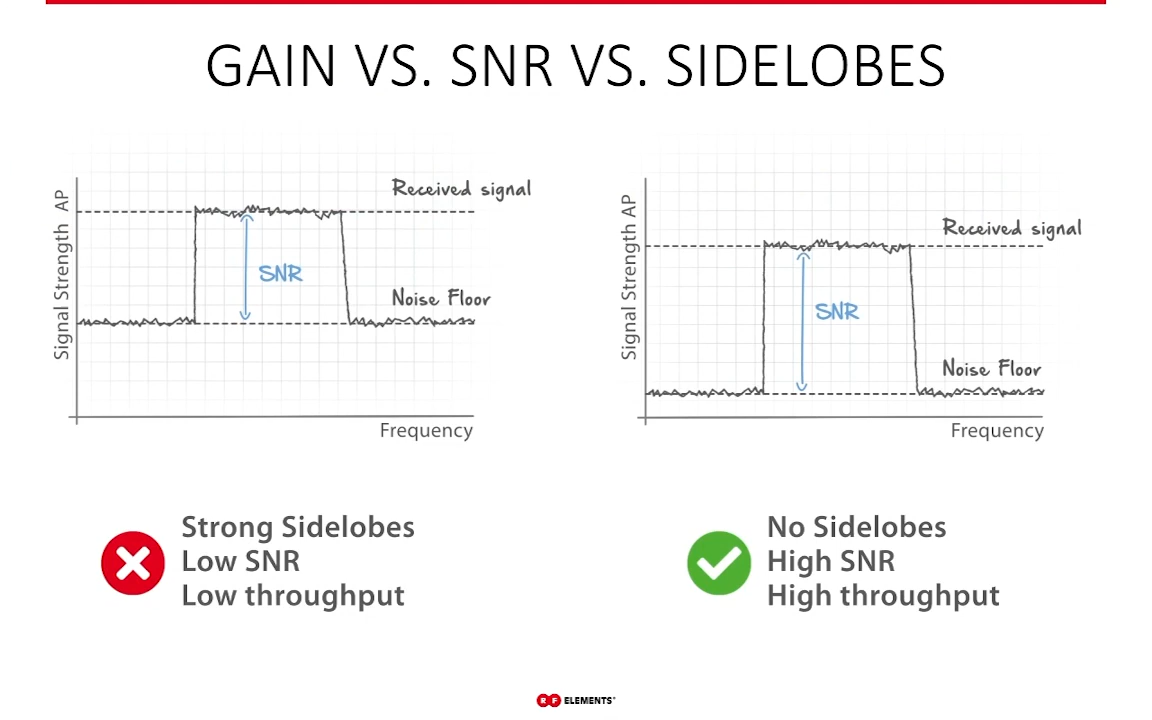 GAIN VS. SNR VS. SIDELOBES
Signal Strength AP
Received signal
SNR
Noise Floor
Frequency
Signal Strength AP
Received signal
SNR
Noise Floor
Frequency
Strong Sidelobes
Low SNR
Low throughput
No Sidelobes
High SNR
High throughput
RF ELEMENTS